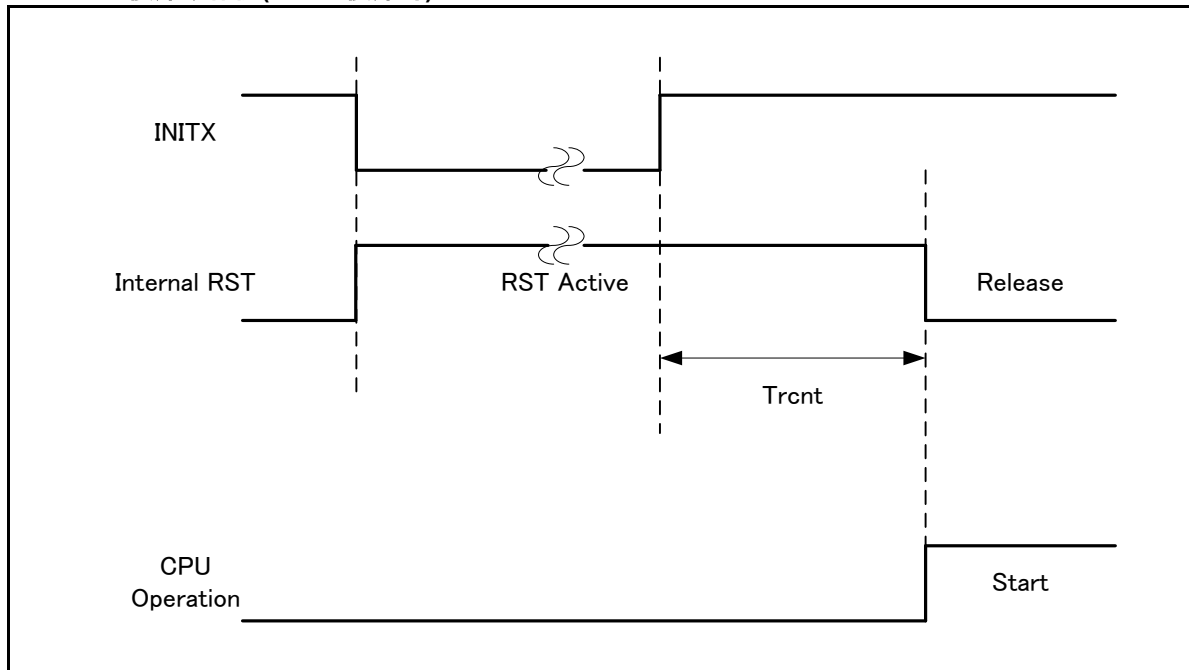 INITX
Internal RST
RST Active
Release
Trcnt
CPU
Operation
Start